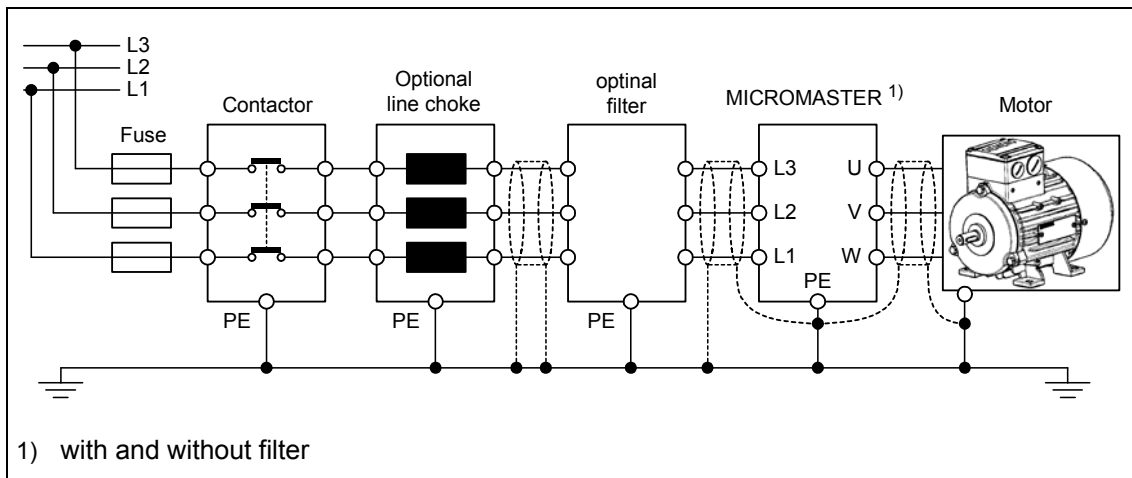 L3
L2
L1
Fuse
Contactor
Optional
line choke
optinal
filter
MICROMASTER 1)
Motor
L3
L2
L1
U
V
W
PE
PE
PE
PE
1) with and without filter